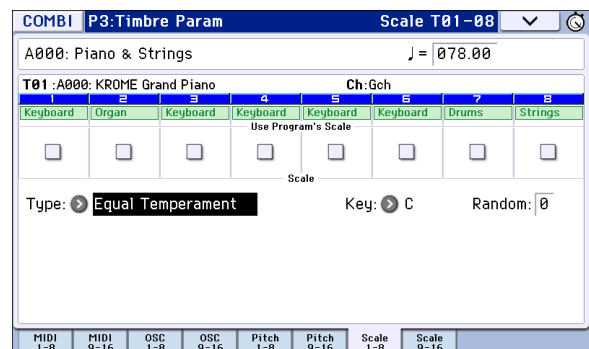 COMBI P3:Timbre Param Scale T01-08
A000: Piano & Strings ♩= 078.00
T01 :A000: KROME Grand Piano Ch:Gch
1 2 3 4 5 6 7 8
Keyboard Organ Keyboard Keyboard Keyboard Keyboard Drums Strings
Use Program's Scale
Scale
Type: Equal Temperament Key: C Random: 0
MIDI MIDI OSC OSC Pitch Pitch Scale Scale
1-8 9-16 1-8 9-16 1-8 9-16 1-8 9-16